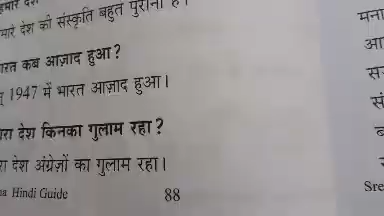 हमारे देश
मारे देश की संस्कृति बहुत पुरानी है।
ारत कब आज़ाद हुआ?
1947 में भारत आज़ाद हुआ।
ारा देश किनका गुलाम रहा?
रा देश अंग्रेज़ों का गुलाम रहा।
Hindi Guide
88
मना
आ
सं
Sre